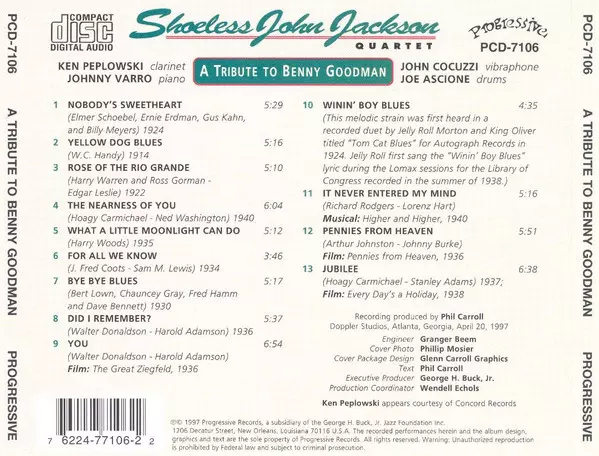 PCD-7106
A TRIBUTE TO BENNY GOODMAN
PROGRESSIVE
COMPACT
disc
DIGITAL AUDIO
Shoeless John Jackson
QUARTET
Progressive
PCD-7106
KEN PEPLOWSKI clarinet
JOHNNY VARRO piano
A TRIBUTE TO BENNY GOODMAN
JOHN COCUZZI vibraphone
JOE ASCIONE drums
1 NOBODY'S SWEETHEART 5:29
(Elmer Schoebel, Ernie Erdman, Gus Kahn,
and Billy Meyers) 1924
2 YELLOW DOG BLUES 5:16
(W.C. Handy) 1914
3 ROSE OF THE RIO GRANDE 5:10
(Harry Warren and Ross Gorman -
Edgar Leslie) 1922
4 THE NEARNESS OF YOU 6:04
(Hoagy Carmichael - Ned Washington) 1940
5 WHAT A LITTLE MOONLIGHT CAN DO 5:12
(Harry Woods) 1935
6 FOR ALL WE KNOW 3:46
(J. Fred Coots - Sam M. Lewis) 1934
7 BYE BYE BLUES 5:17
(Bert Lown, Chauncey Gray, Fred Hamm
and Dave Bennett) 1930
8 DID I REMEMBER? 5:37
(Walter Donaldson - Harold Adamson) 1936
9 YOU 6:54
(Walter Donaldson - Harold Adamson)
Film: The Great Ziegfeld, 1936
10 WININ' BOY BLUES 4:35
(This melodic strain was first heard in a
recorded duet by Jelly Roll Morton and King Oliver
titled "Tom Cat Blues" for Autograph Records in
1924. Jelly Roll first sang the "Winin' Boy Blues"
lyric during the Lomax sessions for the Library of
Congress recorded in the summer of 1938.)
11 IT NEVER ENTERED MY MIND 5:16
(Richard Rodgers - Lorenz Hart)
Musical: Higher and Higher, 1940
12 PENNIES FROM HEAVEN 5:51
(Arthur Johnston - Johnny Burke)
Film: Pennies from Heaven, 1936
13 JUBILEE 6:38
(Hoagy Carmichael - Stanley Adams) 1937;
Film: Every Day's a Holiday, 1938
Recording produced by Phil Carroll
Doppler Studios, Atlanta, Georgia, April 20, 1997
Engineer Granger Beem
Cover Photo Phillip Mosier
Cover Package Design Glenn Carroll Graphics
Text Phil Carroll
Executive Producer George H. Buck, Jr.
Production Coordinator Wendell Echols
Ken Peplowski appears courtesy of Concord Records
7 6224-77106-2 2
℗© 1997 Progressive Records, a subsidiary of the George H. Buck, Jr. Jazz Foundation Inc.
1206 Decatur Street, New Orleans, Louisiana 70116 U.S.A. The recorded performances herein and the album design,
graphics and text are the sole property of Progressive Records. All rights reserved. Warning: Unauthorized reproduction
is prohibited by Federal law and subject to criminal prosecution.
PCD-7106
A TRIBUTE TO BENNY GOODMAN
PROGRESSIVE